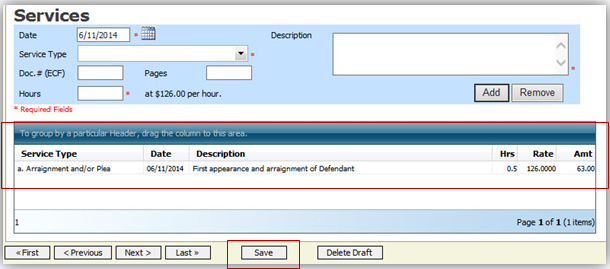 Services
Date 6/11/2014 * Description
Service Type *
Doc.# (ECF) Pages *
Hours * at $126.00 per hour.
Add Remove
* Required Fields
To group by a particular Header, drag the column to this area.
Service Type Date Description Hrs Rate Amt
a. Arraignment and/or Plea 06/11/2014 First appearance and arraignment of Defendant 0.5 126.0000 63.00
1 Page 1 of 1 (1 items)
« First < Previous Next > Last » Save Delete Draft